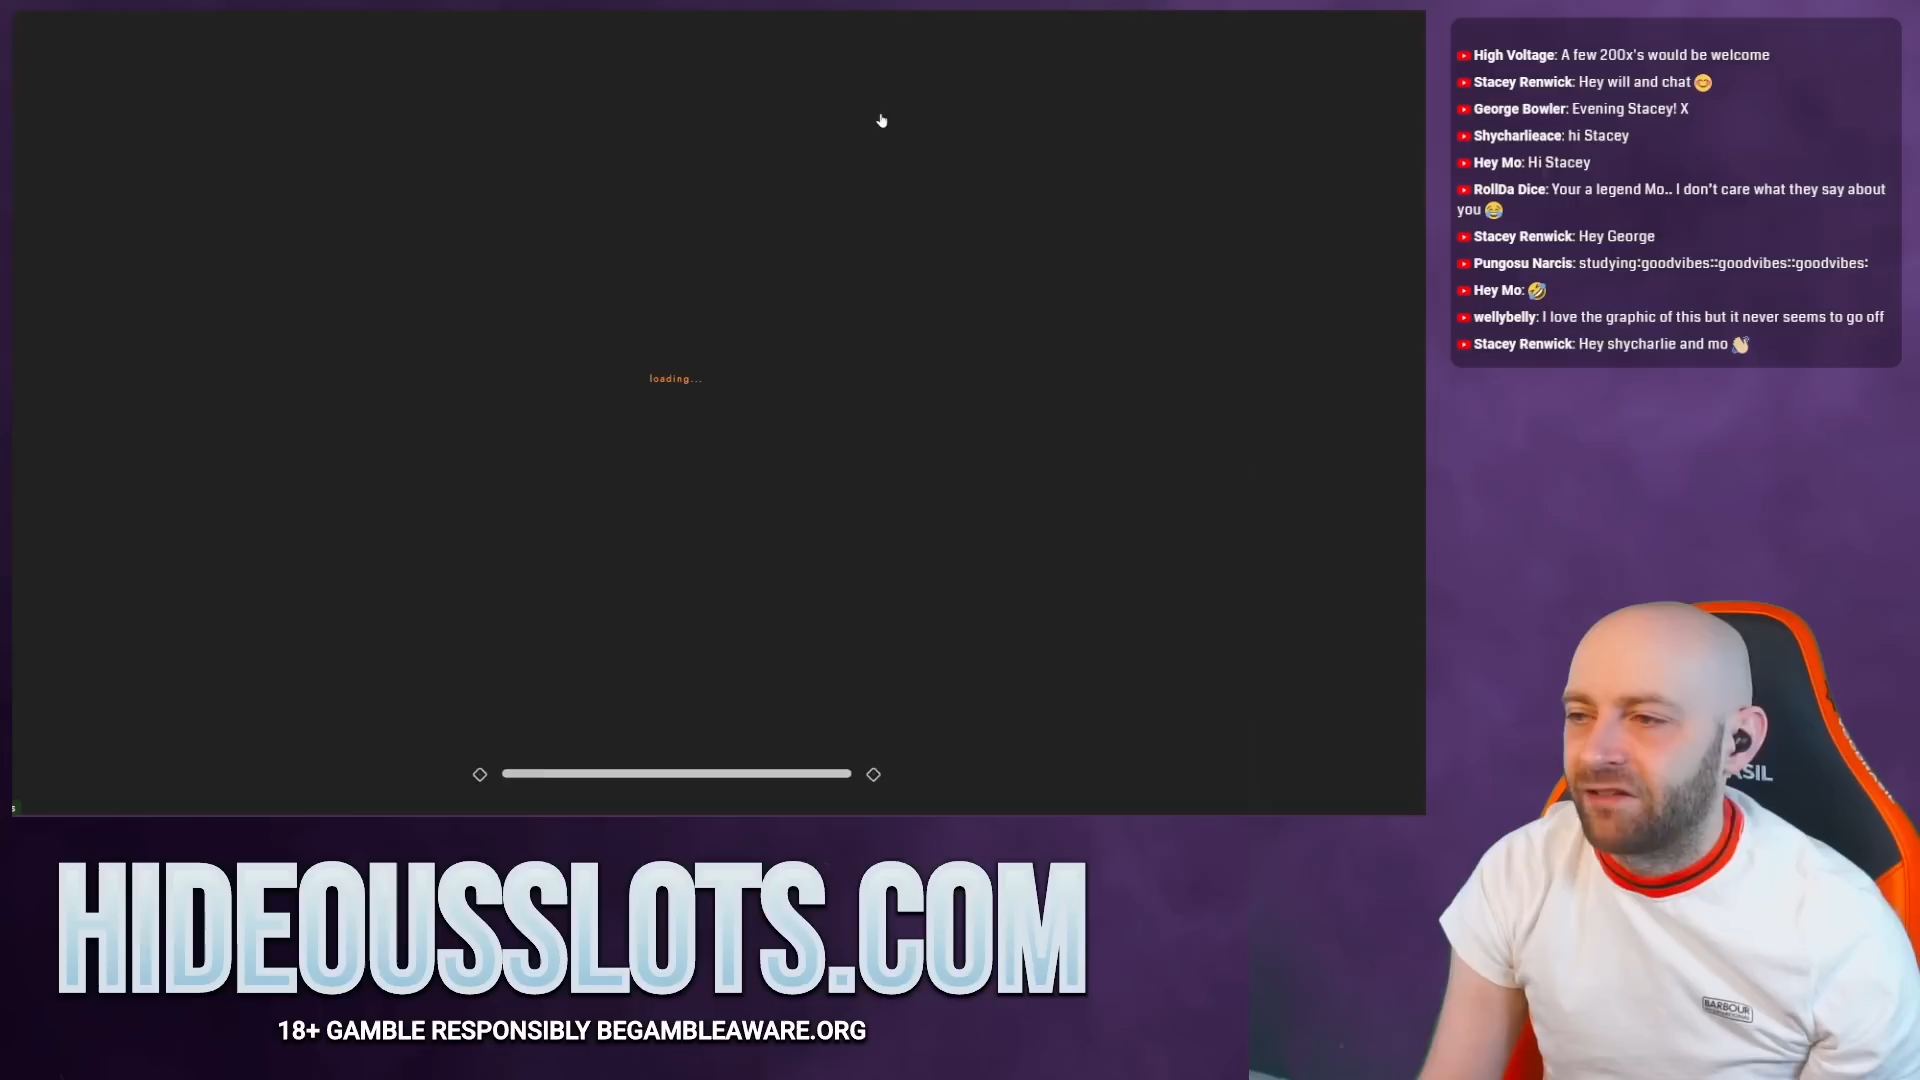 High Voltage: A few 200x's would be welcome
Stacey Renwick: Hey will and chat 😊
George Bowler: Evening Stacey! X
Shycharlieace: hi Stacey
Hey Mo: Hi Stacey
RollDa Dice: Your a legend Mo.. I don't care what they say about
you 😂
Stacey Renwick: Hey George
Pungosu Narcis: studying:goodvibes::goodvibes::goodvibes:
Hey Mo: 🤣
wellybelly: I love the graphic of this but it never seems to go off
Stacey Renwick: Hey shycharlie and mo 👋🏼
loading...
s
HIDEOUSSLOTS.COM
18+ GAMBLE RESPONSIBLY BEGAMBLEAWARE.ORG
BARBOUR